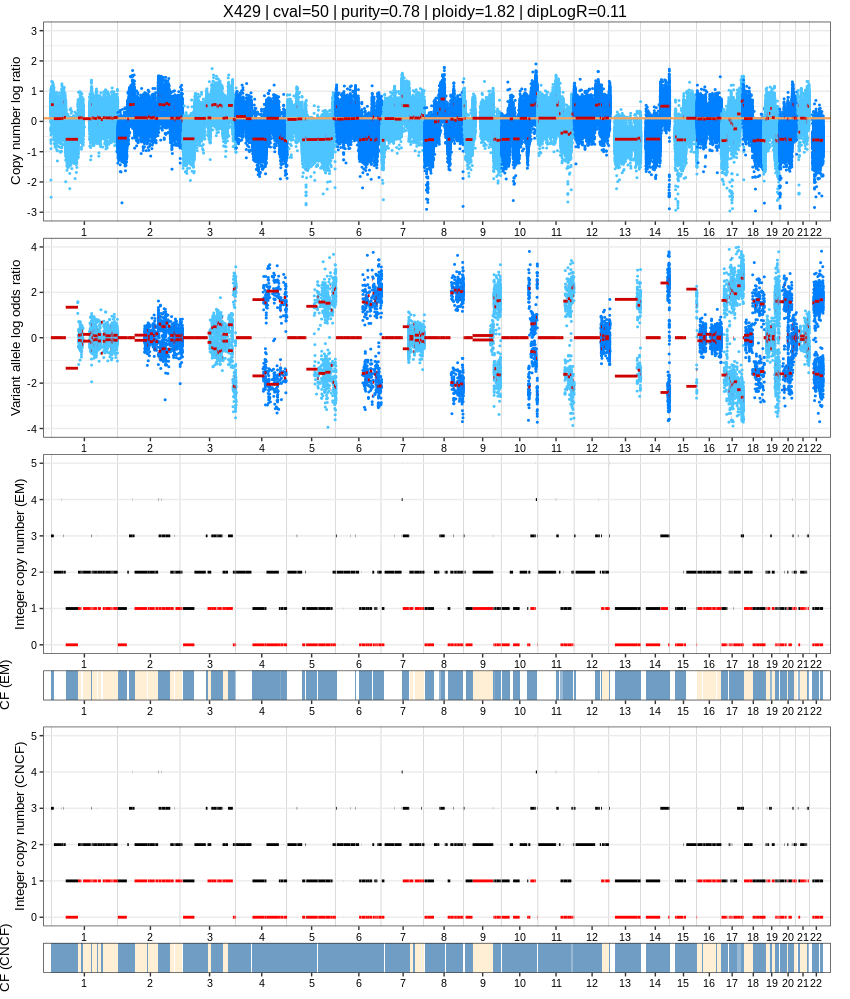 X429 | cval=50 | purity=0.78 | ploidy=1.82 | dipLogR=0.11
Copy number log ratio
3
2
1
0
-1
-2
-3
1 2 3 4 5 6 7 8 9 10 11 12 13 14 15 16 17 18 19 20 21 22
Variant allele log odds ratio
4
2
0
-2
-4
1 2 3 4 5 6 7 8 9 10 11 12 13 14 15 16 17 18 19 20 21 22
Integer copy number (EM)
5
4
3
2
1
0
1 2 3 4 5 6 7 8 9 10 11 12 13 14 15 16 17 18 19 20 21 22
CF (EM)
1 2 3 4 5 6 7 8 9 10 11 12 13 14 15 16 17 18 19 20 21 22
Integer copy number (CNCF)
5
4
3
2
1
0
1 2 3 4 5 6 7 8 9 10 11 12 13 14 15 16 17 18 19 20 21 22
CF (CNCF)
1 2 3 4 5 6 7 8 9 10 11 12 13 14 15 16 17 18 19 20 21 22